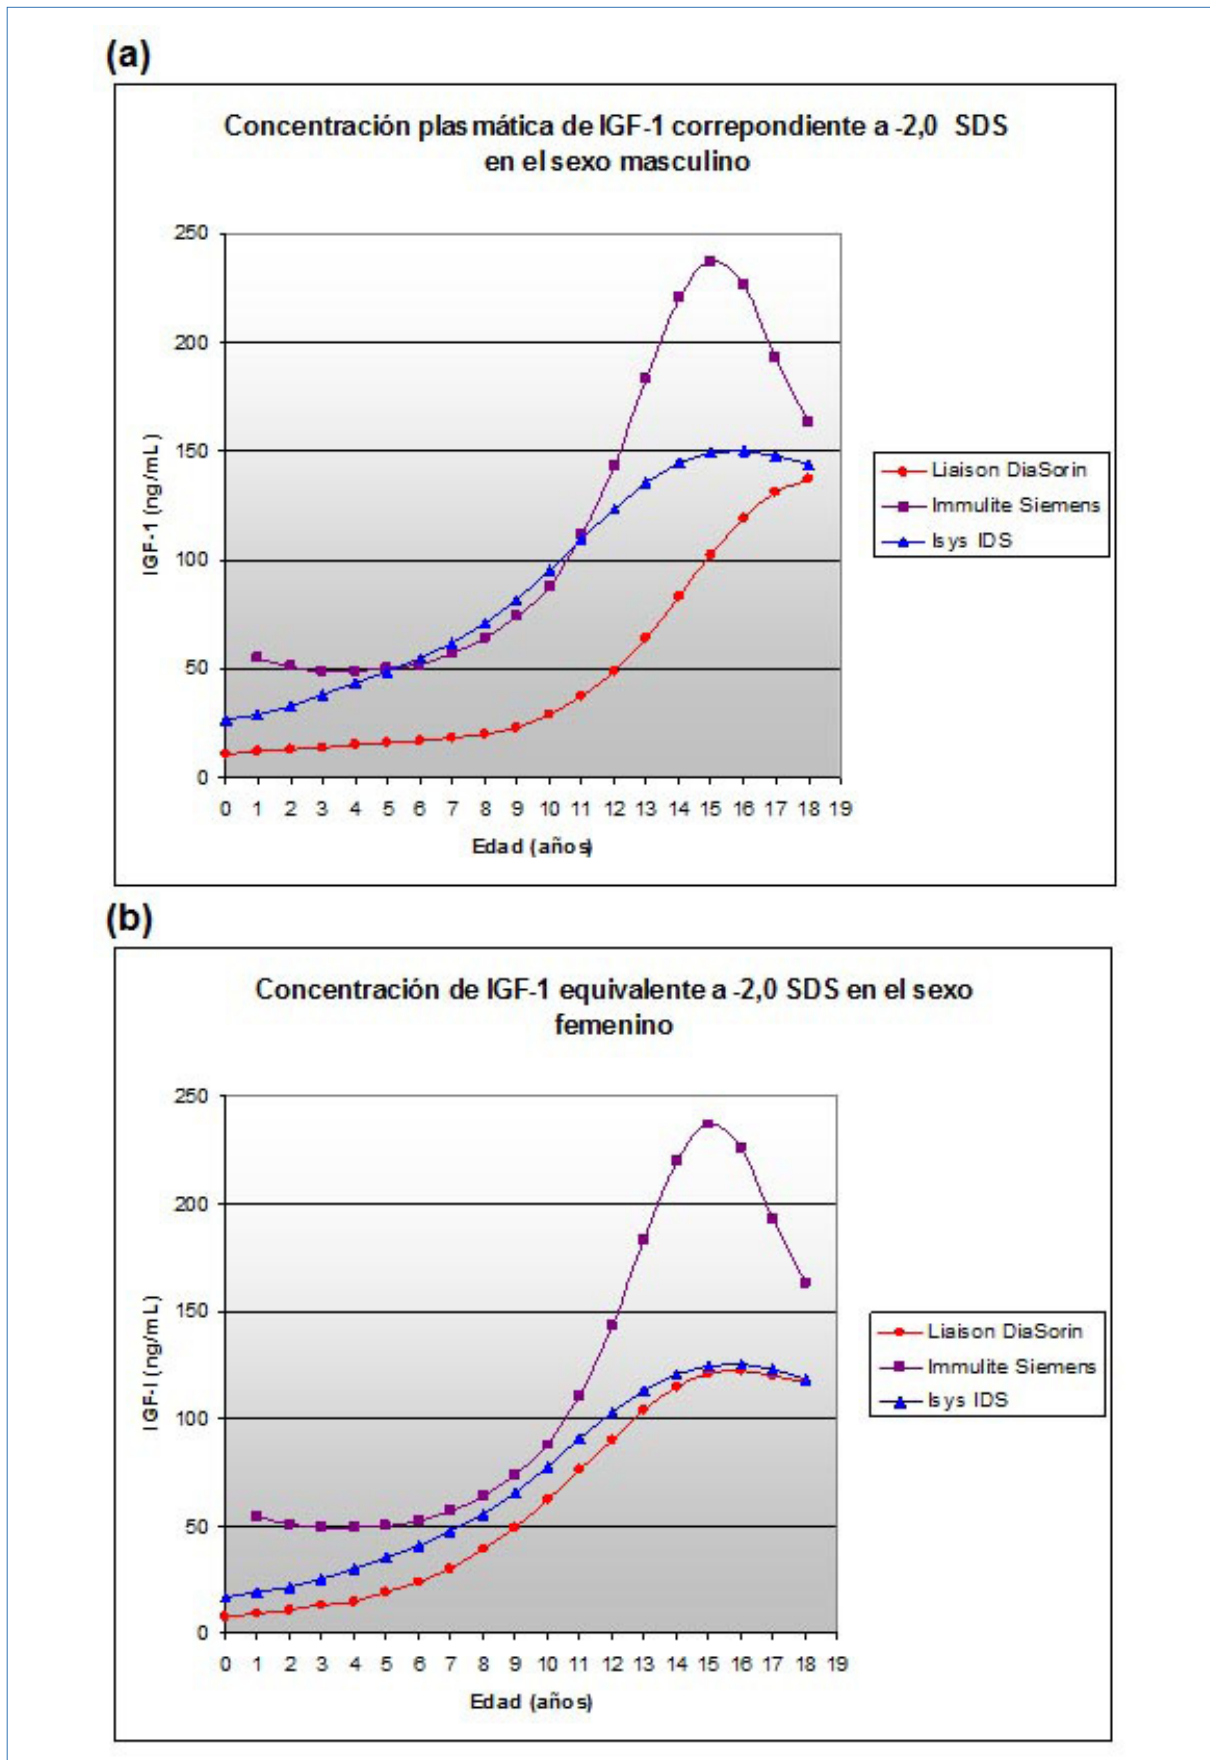 (a)
Concentración plasmática de IGF-1 correpondiente a -2,0 SDS
en el sexo masculino
250
200
150
100
50
0
IGF-1 (ng/mL)
0 1 2 3 4 5 6 7 8 9 10 11 12 13 14 15 16 17 18 19
Edad (años)
Liaison DiaSorin
Immulite Siemens
Isys IDS
(b)
Concentración de IGF-1 equivalente a -2,0 SDS en el sexo
femenino
250
200
150
100
50
0
IGF-I (ng/mL)
0 1 2 3 4 5 6 7 8 9 10 11 12 13 14 15 16 17 18 19
Edad (años)
Liaison DiaSorin
Immulite Siemens
Isys IDS